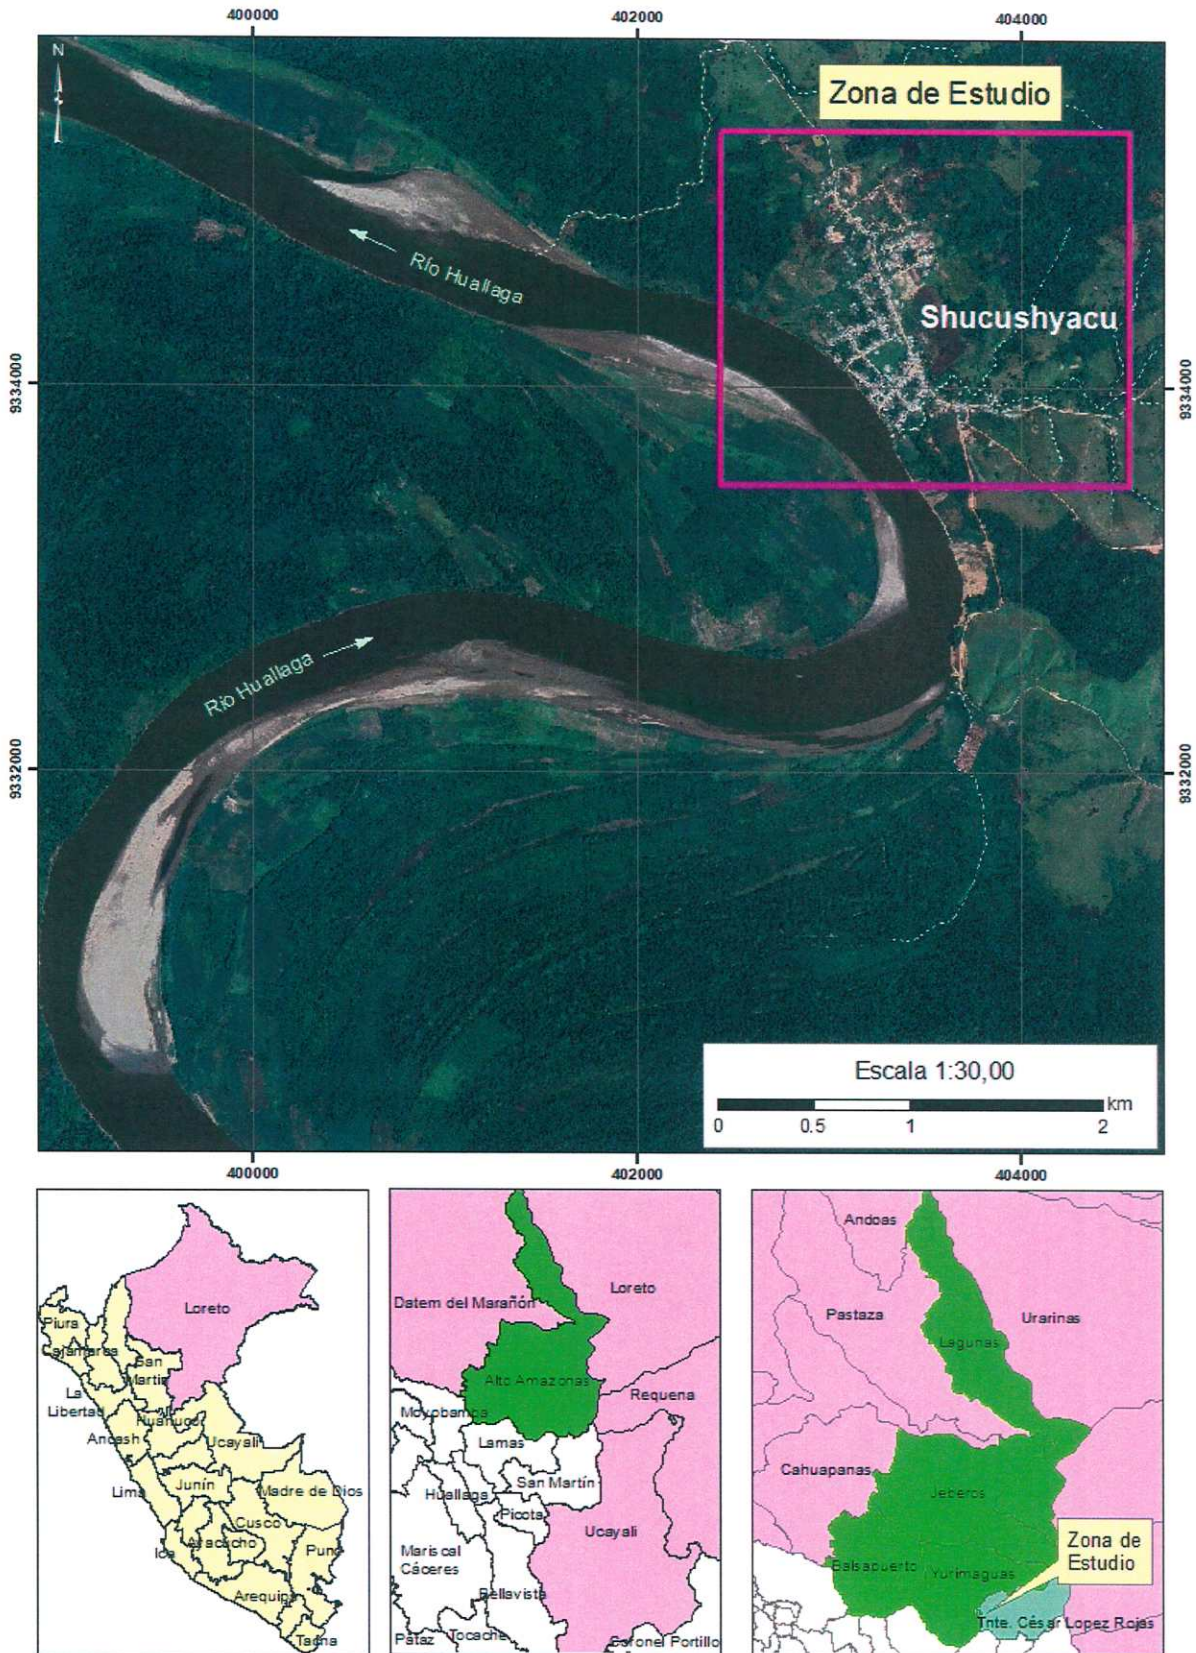 400000
402000
404000
N
Zona de Estudio
Río Huallaga
Shucushyacu
9334000
9334000
Río Huallaga
9332000
9332000
Escala 1:30,00
km
0 0.5 1 2
400000
402000
404000
Loreto
Piura
Cajamarca
San
Martin
La
Libertad
Huanuco
Ancash
Ucayali
Lima
Junín
Madre de Dios
Cusco
Ayacucho
Ica
Puno
Arequipa
Tacna
Loreto
Datem del Marañón
Alto Amazonas
Requena
Moyobamba
Lamas
San Martín
Huallaga
Picota
Ucayali
Mariscal
Cáceres
Bellavista
Pataz
Tocache
Coronel Portillo
Andoas
Pastaza
Urarinas
Lagunas
Cahuapanas
Jeberos
Zona de
Estudio
Balsapuerto
Yurimaguas
Tnte. César Lopez Rojas